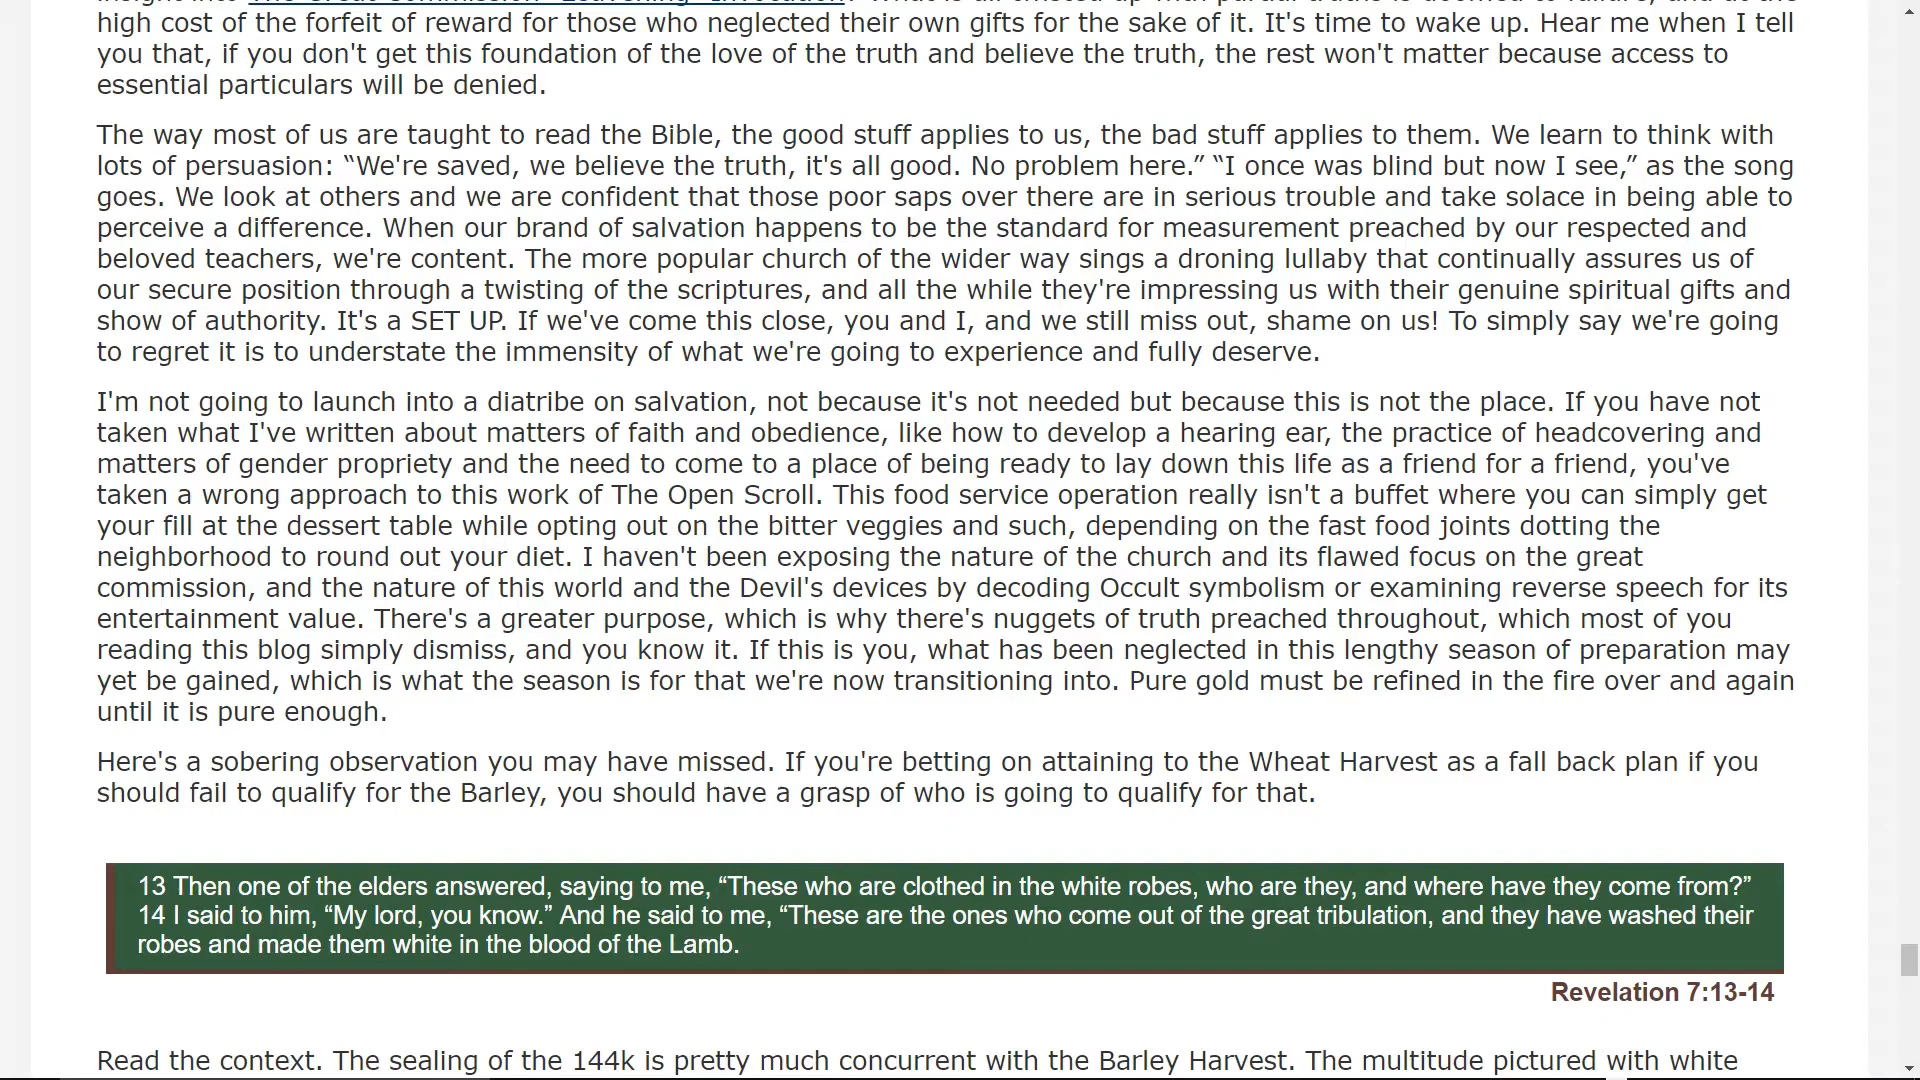 high cost of the forfeit of reward for those who neglected their own gifts for the sake of it. It's time to wake up. Hear me when I tell
you that, if you don't get this foundation of the love of the truth and believe the truth, the rest won't matter because access to
essential particulars will be denied.
The way most of us are taught to read the Bible, the good stuff applies to us, the bad stuff applies to them. We learn to think with
lots of persuasion: “We're saved, we believe the truth, it's all good. No problem here.” “I once was blind but now I see,” as the song
goes. We look at others and we are confident that those poor saps over there are in serious trouble and take solace in being able to
perceive a difference. When our brand of salvation happens to be the standard for measurement preached by our respected and
beloved teachers, we're content. The more popular church of the wider way sings a droning lullaby that continually assures us of
our secure position through a twisting of the scriptures, and all the while they're impressing us with their genuine spiritual gifts and
show of authority. It's a SET UP. If we've come this close, you and I, and we still miss out, shame on us! To simply say we're going
to regret it is to understate the immensity of what we're going to experience and fully deserve.
I'm not going to launch into a diatribe on salvation, not because it's not needed but because this is not the place. If you have not
taken what I've written about matters of faith and obedience, like how to develop a hearing ear, the practice of headcovering and
matters of gender propriety and the need to come to a place of being ready to lay down this life as a friend for a friend, you've
taken a wrong approach to this work of The Open Scroll. This food service operation really isn't a buffet where you can simply get
your fill at the dessert table while opting out on the bitter veggies and such, depending on the fast food joints dotting the
neighborhood to round out your diet. I haven't been exposing the nature of the church and its flawed focus on the great
commission, and the nature of this world and the Devil's devices by decoding Occult symbolism or examining reverse speech for its
entertainment value. There's a greater purpose, which is why there's nuggets of truth preached throughout, which most of you
reading this blog simply dismiss, and you know it. If this is you, what has been neglected in this lengthy season of preparation may
yet be gained, which is what the season is for that we're now transitioning into. Pure gold must be refined in the fire over and again
until it is pure enough.
Here's a sobering observation you may have missed. If you're betting on attaining to the Wheat Harvest as a fall back plan if you
should fail to qualify for the Barley, you should have a grasp of who is going to qualify for that.
13 Then one of the elders answered, saying to me, “These who are clothed in the white robes, who are they, and where have they come from?”
14 I said to him, “My lord, you know.” And he said to me, “These are the ones who come out of the great tribulation, and they have washed their
robes and made them white in the blood of the Lamb.
Revelation 7:13-14
Read the context. The sealing of the 144k is pretty much concurrent with the Barley Harvest. The multitude pictured with white